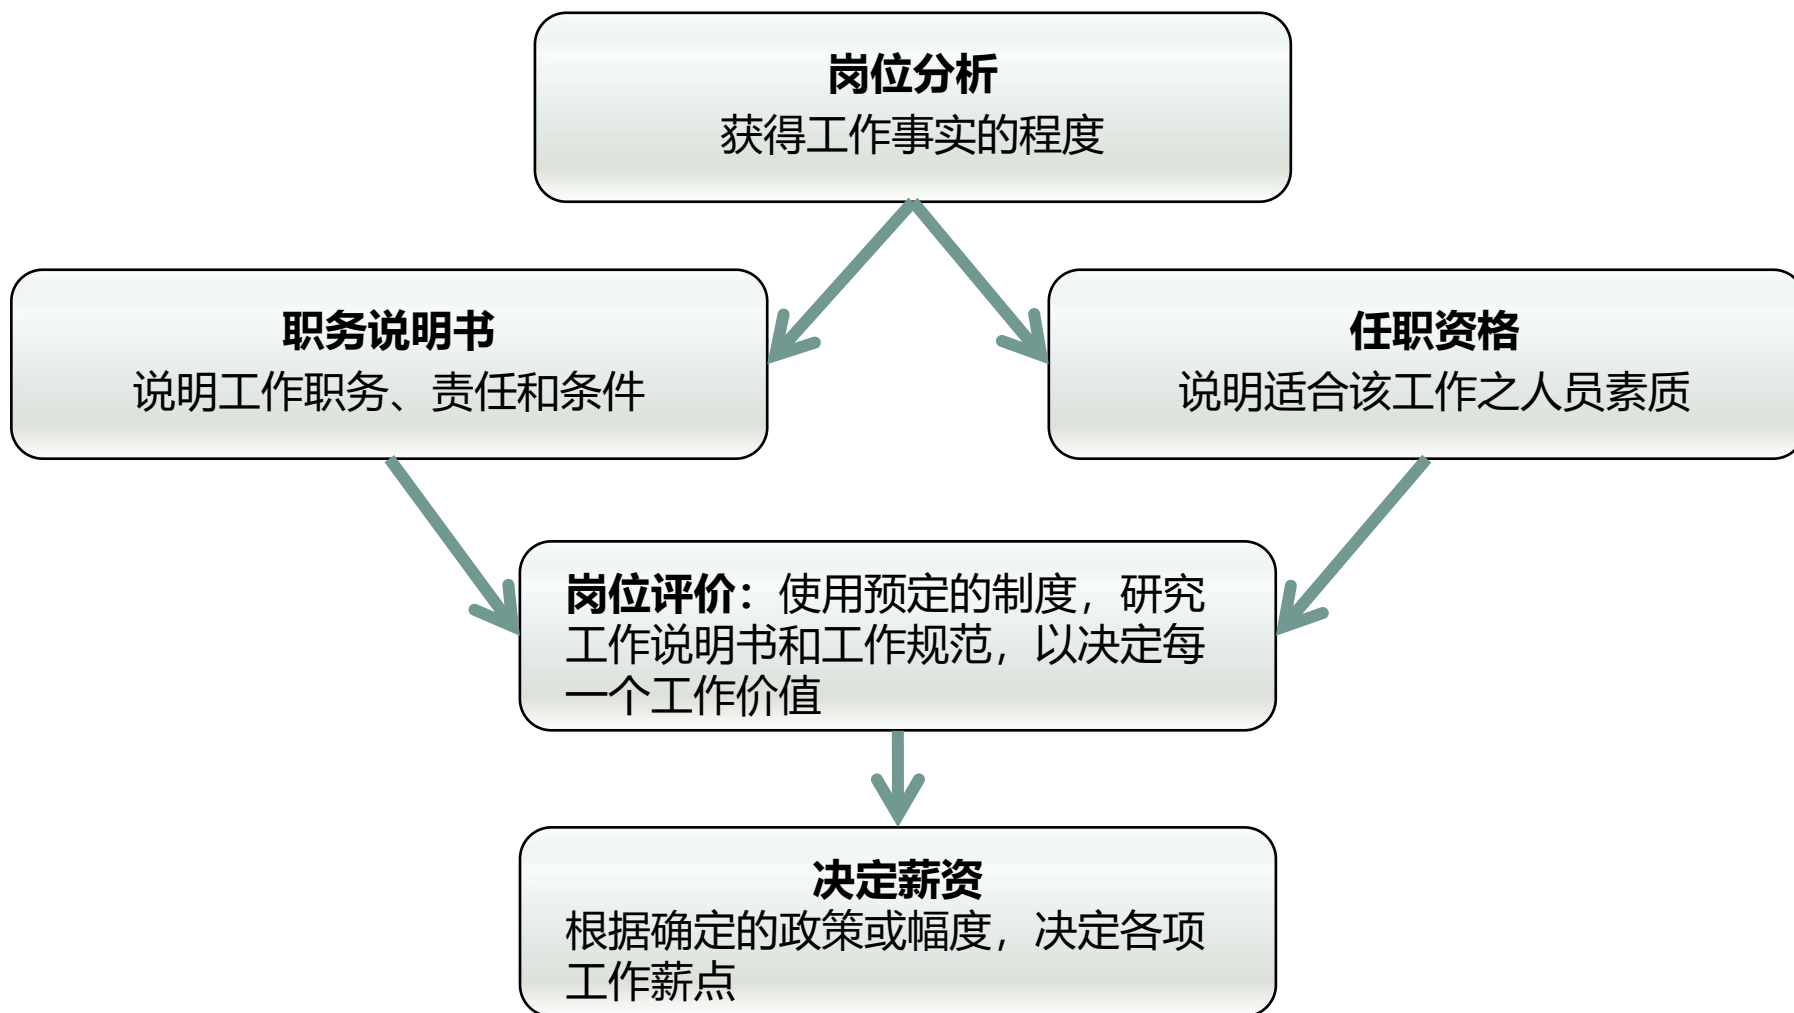 岗位分析
获得工作事实的程度
职务说明书
说明工作职务、责任和条件
任职资格
说明适合该工作之人员素质
岗位评价：使用预定的制度，研究
工作说明书和工作规范，以决定每
一个工作价值
决定薪资
根据确定的政策或幅度，决定各项
工作薪点